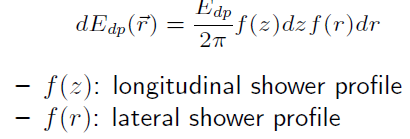 dE_{dp}(\vec{r}) = \frac{E_{dp}}{2\pi} f(z)dz f(r)dr
– f(z): longitudinal shower profile
– f(r): lateral shower profile